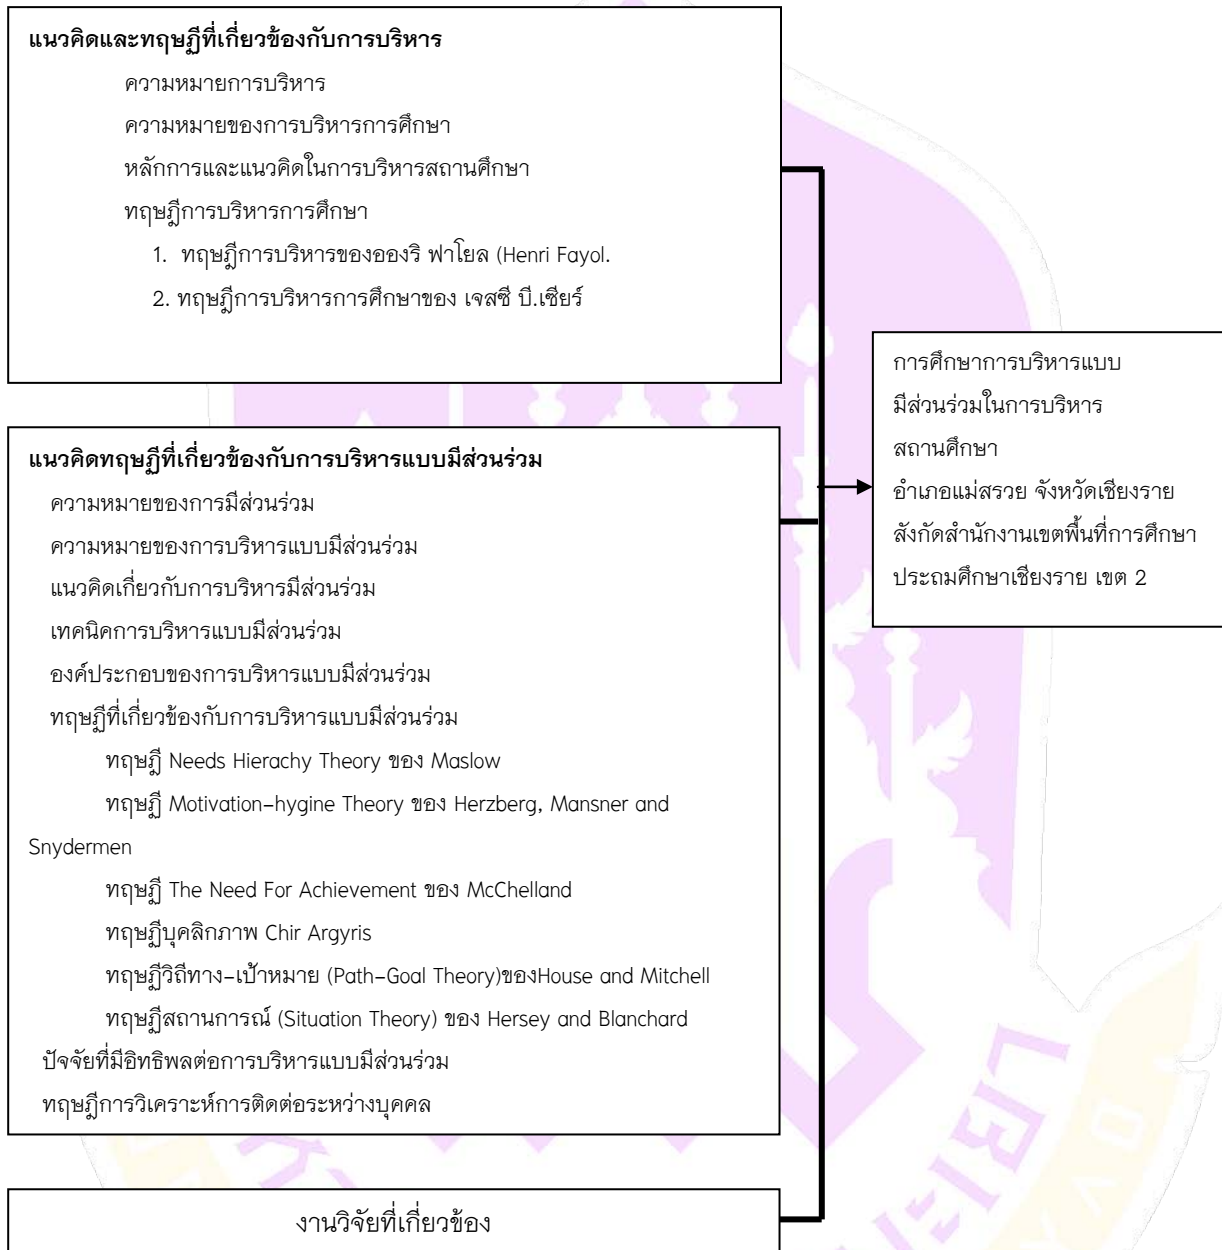 แนวคิดและทฤษฏีที่เกี่ยวข้องกับการบริหาร
ความหมายการบริหาร
ความหมายของการบริหารการศึกษา
หลักการและแนวคิดในการบริหารสถานศึกษา
ทฤษฎีการบริหารการศึกษา
1. ทฤษฎีการบริหารของอองริ ฟาโยล (Henri Fayol.
2. ทฤษฎีการบริหารการศึกษาของ เจสซี บี.เซียร์
แนวคิดทฤษฏีที่เกี่ยวข้องกับการบริหารแบบมีส่วนร่วม
ความหมายของการมีส่วนร่วม
ความหมายของการบริหารแบบมีส่วนร่วม
แนวคิดเกี่ยวกับการบริหารมีส่วนร่วม
เทคนิคการบริหารแบบมีส่วนร่วม
องค์ประกอบของการบริหารแบบมีส่วนร่วม
ทฤษฏีที่เกี่ยวข้องกับการบริหารแบบมีส่วนร่วม
ทฤษฎี Needs Hierachy Theory ของ Maslow
ทฤษฎี Motivation-hygine Theory ของ Herzberg, Mansner and
Snydermen
ทฤษฎี The Need For Achievement ของ McChelland
ทฤษฎีบุคลิกภาพ Chir Argyris
ทฤษฎีวิถีทาง-เป้าหมาย (Path-Goal Theory)ของHouse and Mitchell
ทฤษฎีสถานการณ์ (Situation Theory) ของ Hersey and Blanchard
ปัจจัยที่มีอิทธิพลต่อการบริหารแบบมีส่วนร่วม
ทฤษฎีการวิเคราะห์การติดต่อระหว่างบุคคล
งานวิจัยที่เกี่ยวข้อง
การศึกษาการบริหารแบบ
มีส่วนร่วมในการบริหาร
สถานศึกษา
อำเภอแม่สรวย จังหวัดเชียงราย
สังกัดสำนักงานเขตพื้นที่การศึกษา
ประถมศึกษาเชียงราย เขต 2